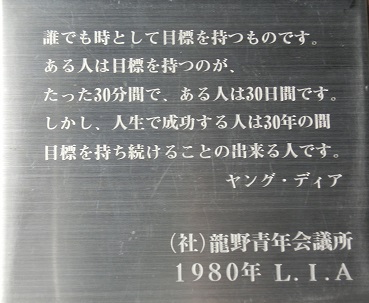 誰でも時として目標を持つものです。
ある人は目標を持つのが、
たった30分間で、ある人は30日間です。
しかし、人生で成功する人は30年の間
目標を持ち続けることの出来る人です。
ヤング・ディア
(社)龍野青年会議所
1980年 L.I.A